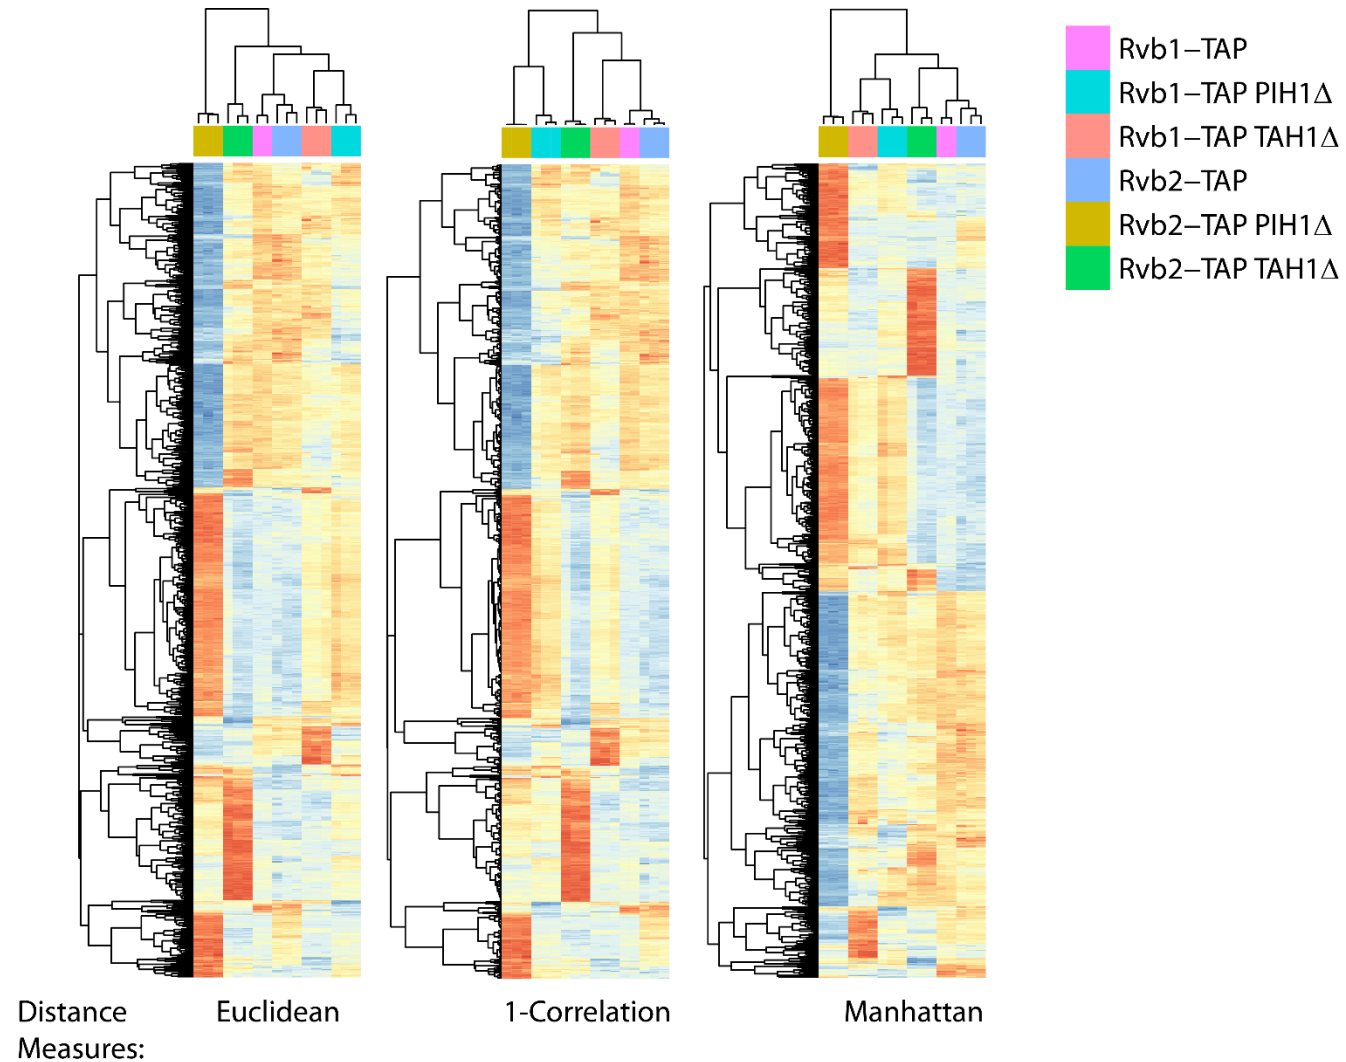 Rvb1−TAP
Rvb1−TAP PIH1Δ
Rvb1−TAP TAH1Δ
Rvb2−TAP
Rvb2−TAP PIH1Δ
Rvb2−TAP TAH1Δ
Distance Euclidean 1-Correlation Manhattan
Measures: